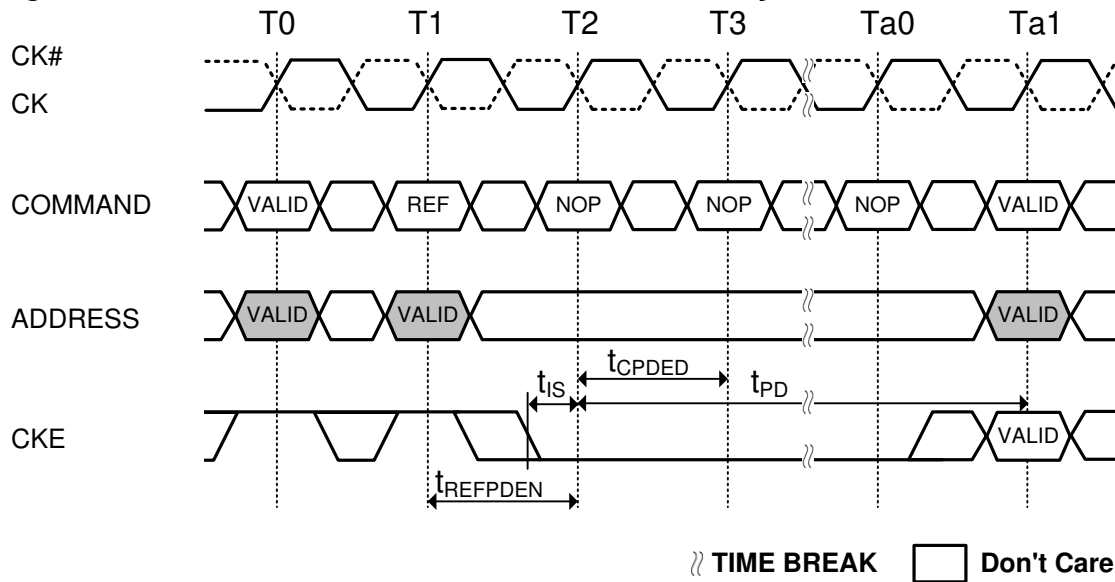 T0 T1 T2 T3 Ta0 Ta1
CK#
CK
COMMAND VALID REF NOP NOP NOP VALID
ADDRESS VALID VALID VALID
tCPDED
tIS tPD
CKE VALID
tREFPDEN
TIME BREAK Don't Care